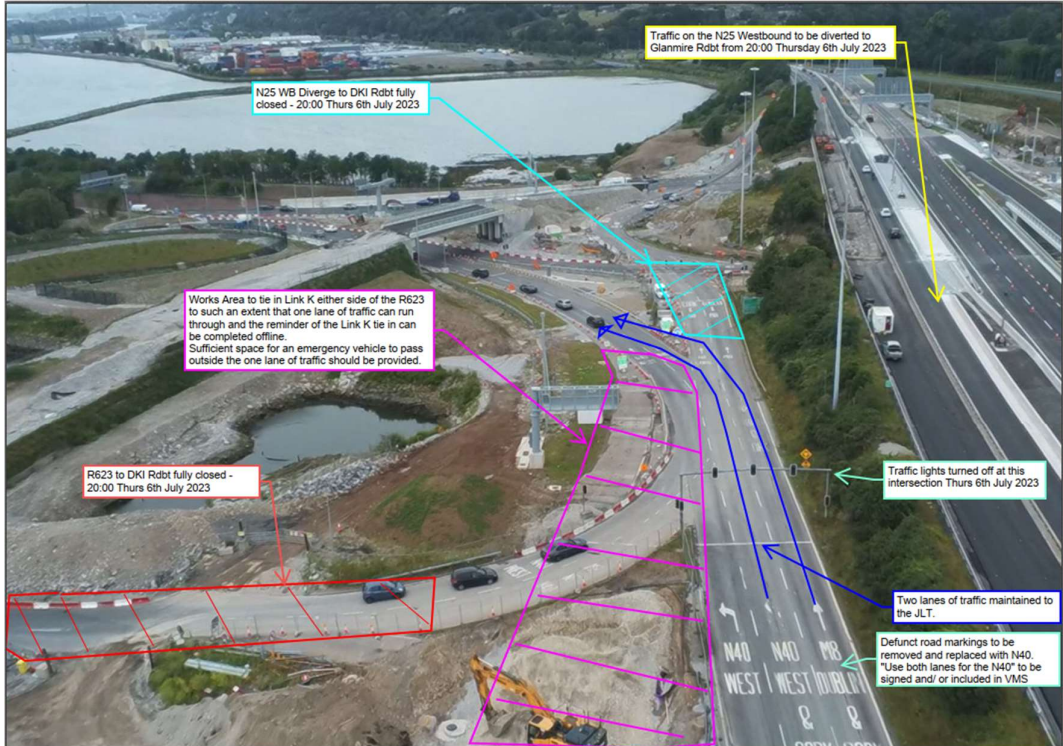 Traffic on the N25 Westbound to be diverted to
Glanmire Rdbt from 20:00 Thursday 6th July 2023
N25 WB Diverge to DKI Rdbt fully
closed - 20:00 Thurs 6th July 2023
Works Area to tie in Link K either side of the R623
to such an extent that one lane of traffic can run
through and the reminder of the Link K tie in can
be completed offline.
Sufficient space for an emergency vehicle to pass
outside the one lane of traffic should be provided.
R623 to DKI Rdbt fully closed -
20:00 Thurs 6th July 2023
Traffic lights turned off at this
intersection Thurs 6th July 2023
Two lanes of traffic maintained to
the JLT.
Defunct road markings to be
removed and replaced with N40.
"Use both lanes for the N40" to be
signed and/ or included in VMS
N40 N40 M8
WEST WEST DUBLIN
& &